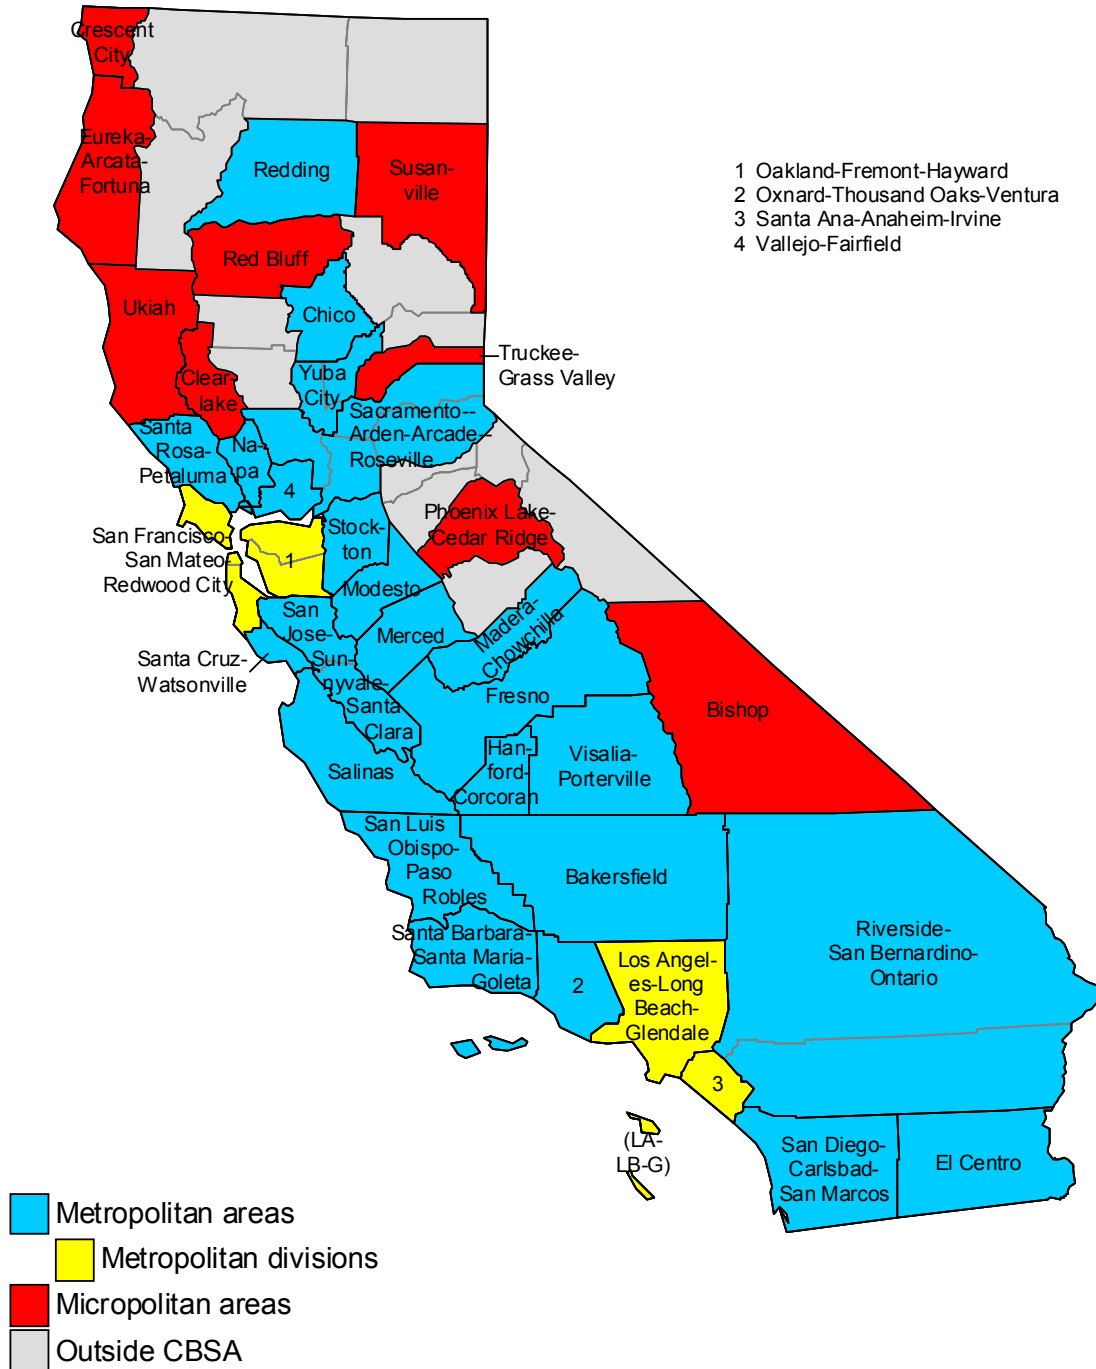 Crescent
City
Eureka-
Arcata-
Fortuna
Redding
Susan-
ville
1 Oakland-Fremont-Hayward
2 Oxnard-Thousand Oaks-Ventura
3 Santa Ana-Anaheim-Irvine
4 Vallejo-Fairfield
Red Bluff
Ukiah
Chico
Truckee-
Grass Valley
Clear
lake
Yuba
City
Sacramento--
Arden-Arcade--
Roseville
Santa
Rosa-
Petaluma
Na-
pa
4
Phoenix Lake-
Cedar Ridge
San Francisco-
San Mateo-
Redwood City
1
Stock-
ton
Modesto
Merced
Madera-
Chowchilla
San
Jose-
Sun-
nyvale-
Santa
Clara
Santa Cruz-
Watsonville
Fresno
Bishop
Salinas
Han-
ford-
Corcoran
Visalia-
Porterville
San Luis
Obispo-
Paso
Robles
Bakersfield
Santa Barbara-
Santa Maria-
Goleta
2
Los Angel-
es-Long
Beach-
Glendale
Riverside-
San Bernardino-
Ontario
3
(LA-
LB-G)
San Diego-
Carlsbad-
San Marcos
El Centro
Metropolitan areas
Metropolitan divisions
Micropolitan areas
Outside CBSA